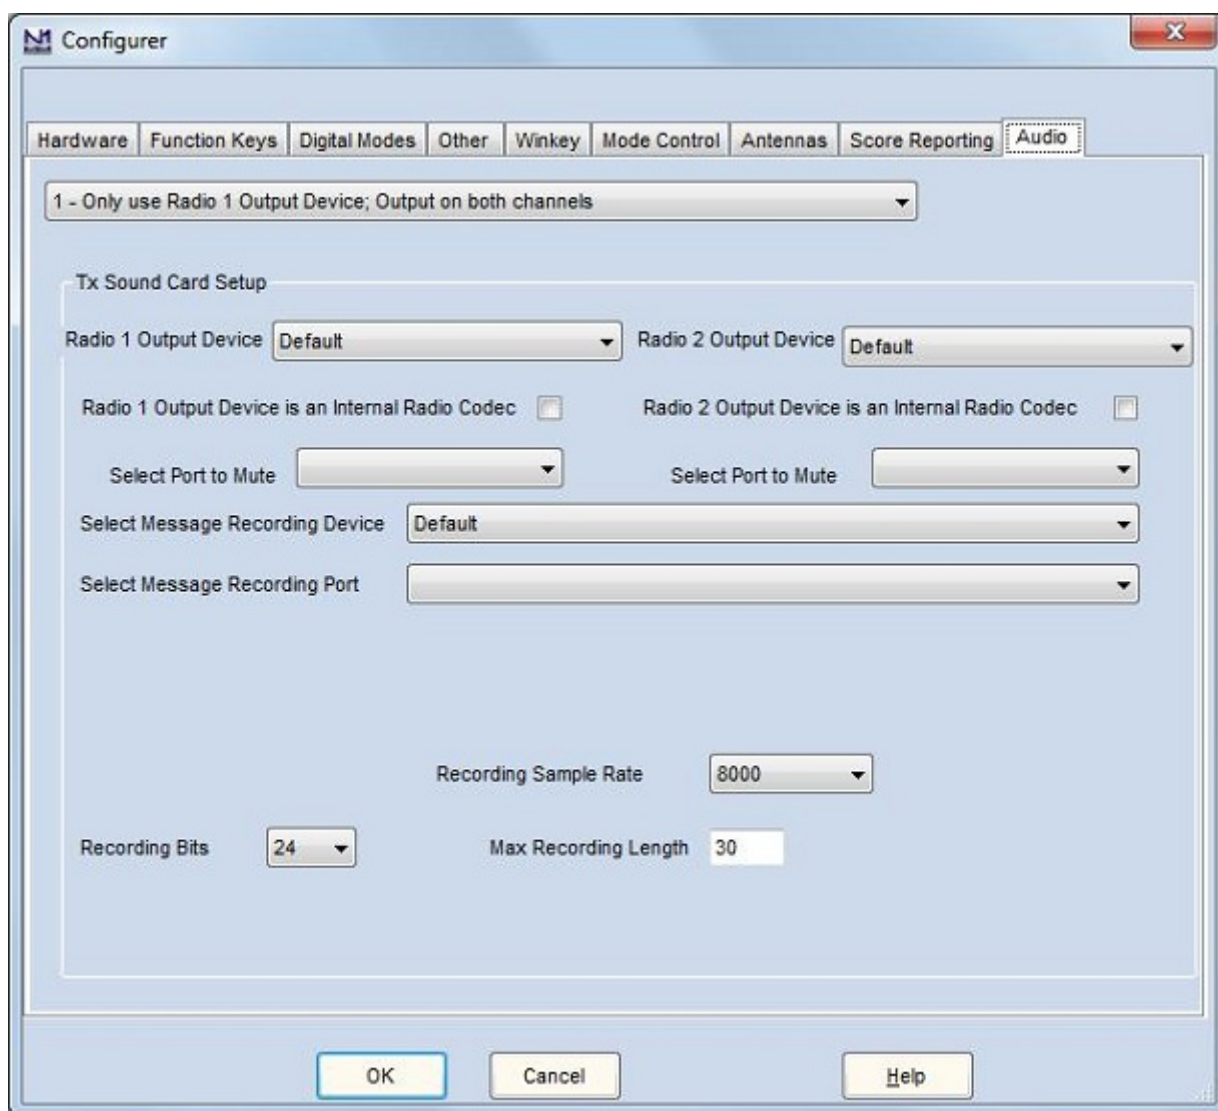 Configurer
Hardware Function Keys Digital Modes Other Winkey Mode Control Antennas Score Reporting Audio
1 - Only use Radio 1 Output Device; Output on both channels
Tx Sound Card Setup
Radio 1 Output Device Default Radio 2 Output Device Default
Radio 1 Output Device is an Internal Radio Codec Radio 2 Output Device is an Internal Radio Codec
Select Port to Mute Select Port to Mute
Select Message Recording Device Default
Select Message Recording Port
Recording Sample Rate 8000
Recording Bits 24 Max Recording Length 30
OK Cancel Help